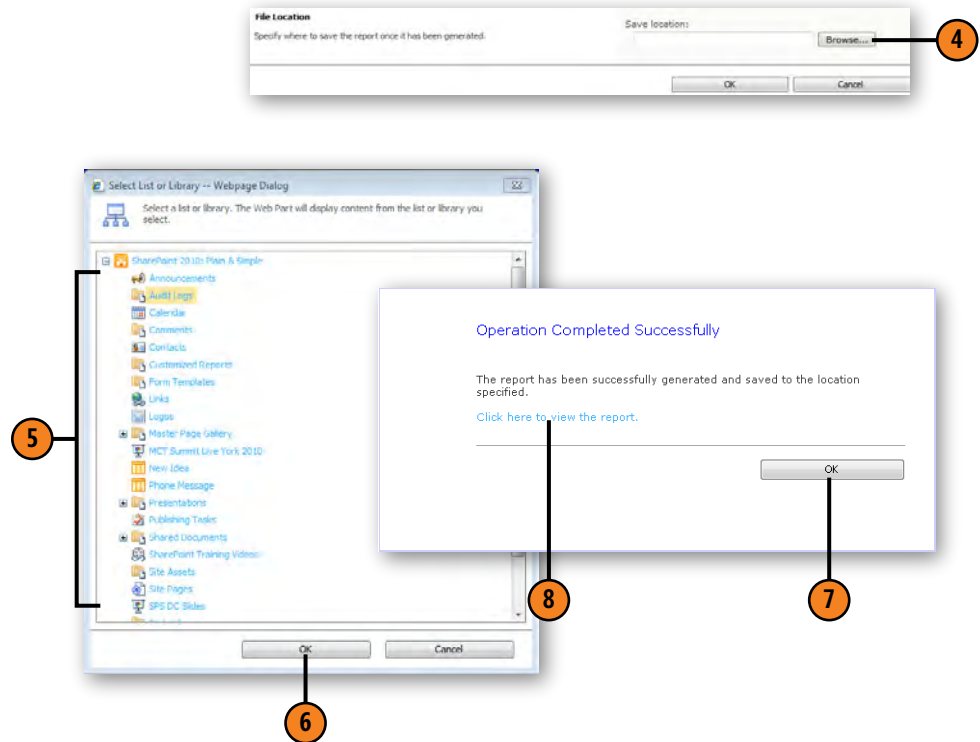 File Location
Specify where to save the report once it has been generated.
Save location:
Browse...
4
OK
Cancel
Select List or Library -- Webpage Dialog
Select a list or library. The Web Part will display content from the list or library you
select.
SharePoint 2010: Plain & Simple
Announcements
Audit Logs
Calendar
Comments
Contacts
Customized Reports
Form Templates
Links
Logos
Master Page Gallery
MCT Summit Live York 2010
New Idea
Phone Message
Presentations
Publishing Tasks
Shared Documents
SharePoint Training Videos
Site Assets
Site Pages
SPS DC Slides
5
OK
Cancel
6
Operation Completed Successfully
The report has been successfully generated and saved to the location
specified.
Click here to view the report.
OK
8
7